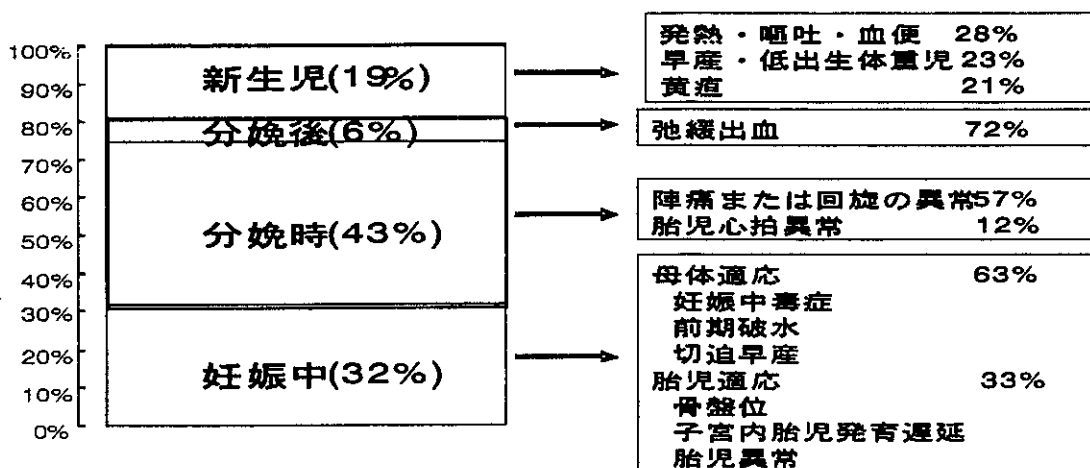 100%
90%
80%
70%
60%
50%
40%
30%
20%
10%
0%
新生児(19%)
分娩後(6%)
分娩時(43%)
妊娠中(32%)
発熱・嘔吐・血便 28%
早産・低出生体重児 23%
黄疸 21%
弛緩出血 72%
陣痛または回旋の異常57%
胎児心拍異常 12%
母体適応 63%
妊娠中毒症
前期破水
切迫早産
胎児適応 33%
骨盤位
子宮内胎児発育遅延
胎児異常